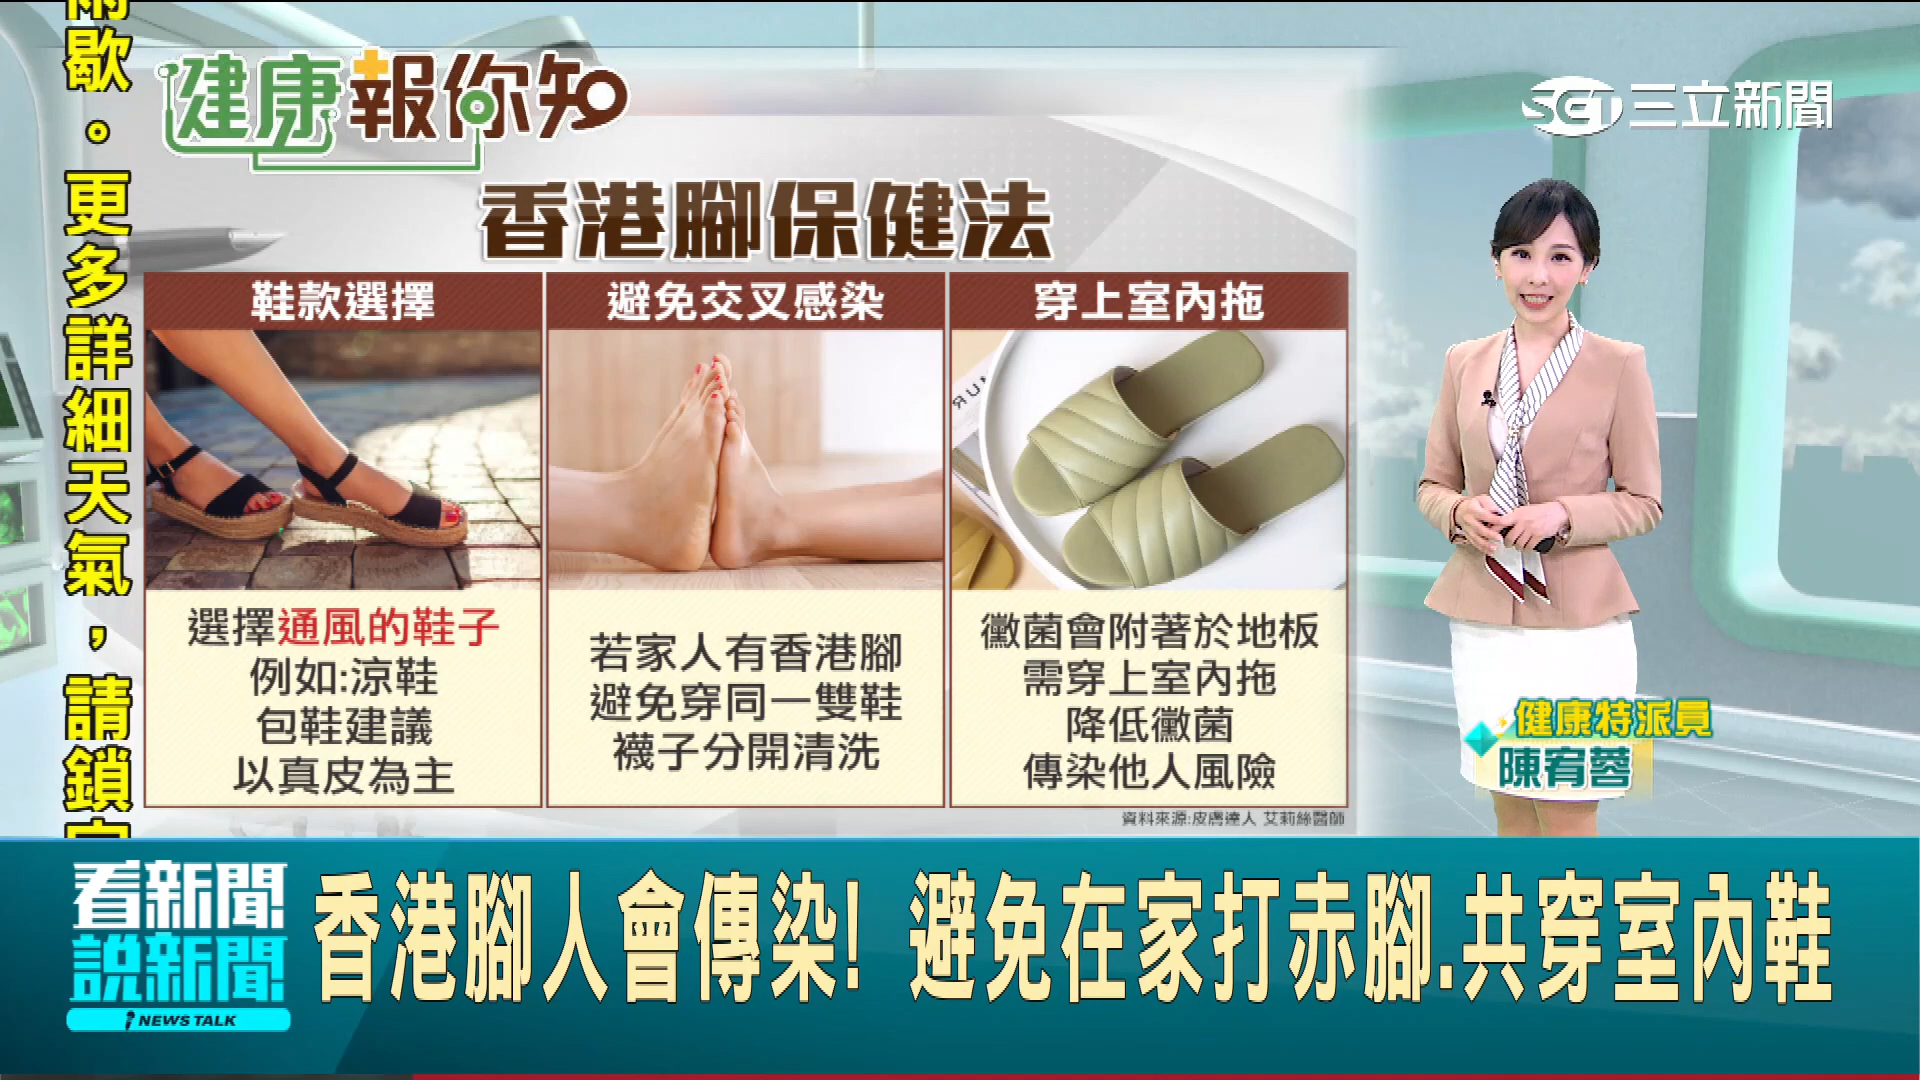 健康報你知
SET三立新聞
香港腳保健法
鞋款選擇
選擇通風的鞋子
例如:涼鞋
包鞋建議
以真皮為主
避免交叉感染
若家人有香港腳
避免穿同一雙鞋
襪子分開清洗
穿上室內拖
黴菌會附著於地板
需穿上室內拖
降低黴菌
傳染他人風險
資料來源:皮膚達人 艾莉絲醫師
健康特派員
陳宥蓉
歇。更多詳細天氣，請鎖
看新聞
說新聞
NEWS TALK
香港腳人會傳染! 避免在家打赤腳.共穿室內鞋